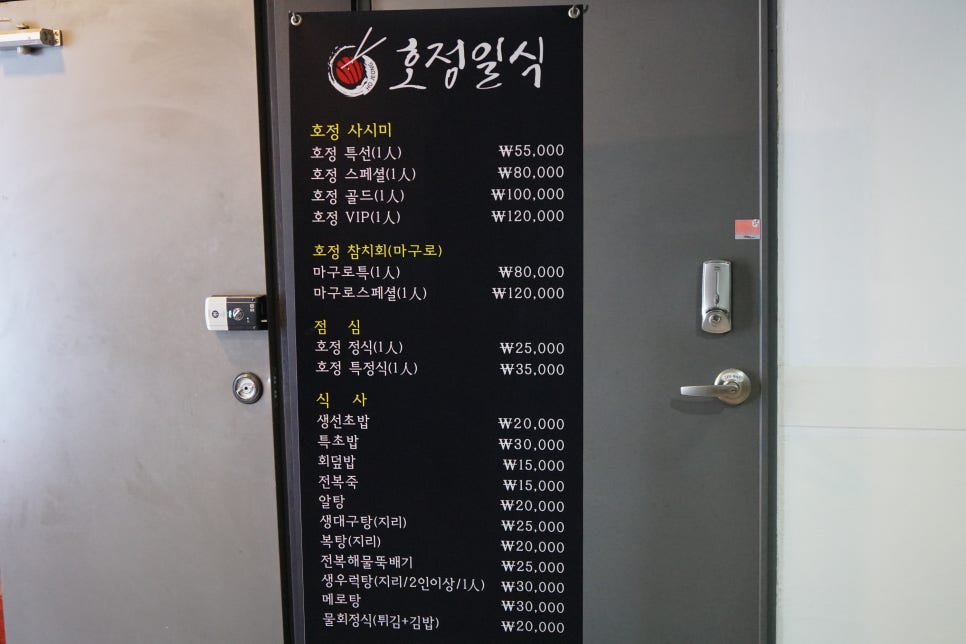 호정일식
호정 사시미
호정 특선(1人) ₩55,000
호정 스페셜(1人) ₩80,000
호정 골드(1人) ₩100,000
호정 VIP(1人) ₩120,000
호정 참치회(마구로)
마구로특(1人) ₩80,000
마구로스페셜(1人) ₩120,000
점 심
호정 정식(1人) ₩25,000
호정 특정식(1人) ₩35,000
식 사
생선초밥 ₩20,000
특초밥 ₩30,000
회덮밥 ₩15,000
전복죽 ₩15,000
알탕 ₩20,000
생대구탕(지리) ₩25,000
복탕(지리) ₩20,000
전복해물뚝배기 ₩25,000
생우럭탕(지리/2인이상/1人) ₩30,000
메로탕 ₩30,000
물회정식(튀김+김밥) ₩20,000